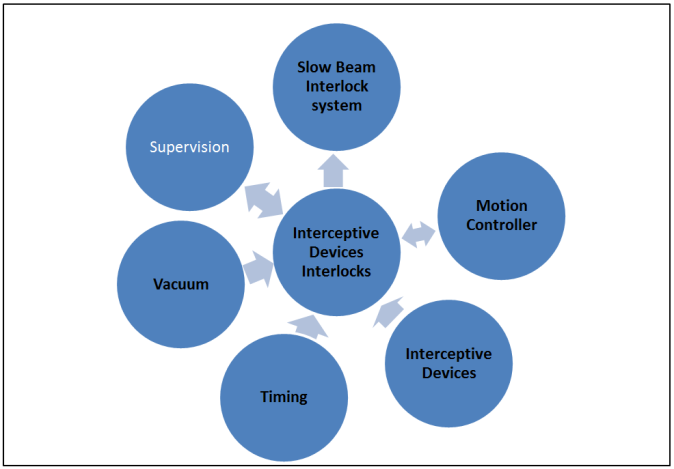 Slow Beam
Interlock
system
Supervision
Motion
Controller
Interceptive
Devices
Interlocks
Vacuum
Interceptive
Devices
Timing